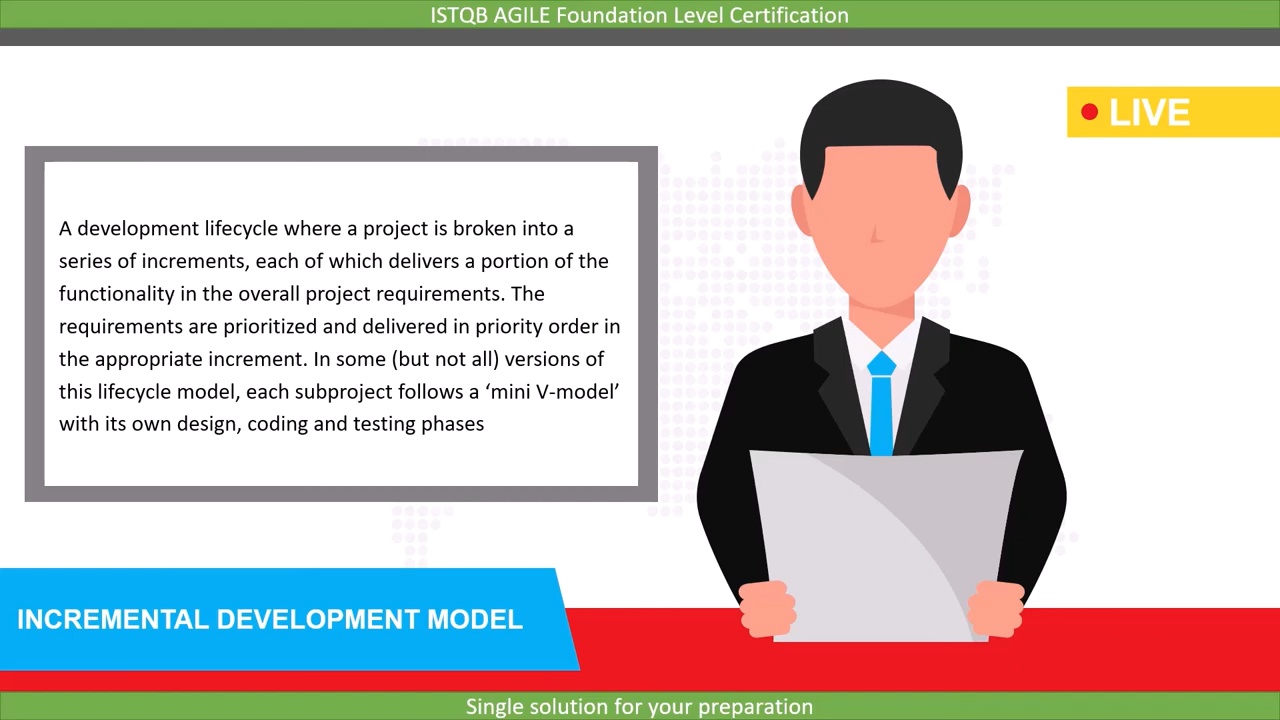 ISTQB AGILE Foundation Level Certification
LIVE
A development lifecycle where a project is broken into a
series of increments, each of which delivers a portion of the
functionality in the overall project requirements. The
requirements are prioritized and delivered in priority order in
the appropriate increment. In some (but not all) versions of
this lifecycle model, each subproject follows a ‘mini V-model’
with its own design, coding and testing phases
INCREMENTAL DEVELOPMENT MODEL
Single solution for your preparation